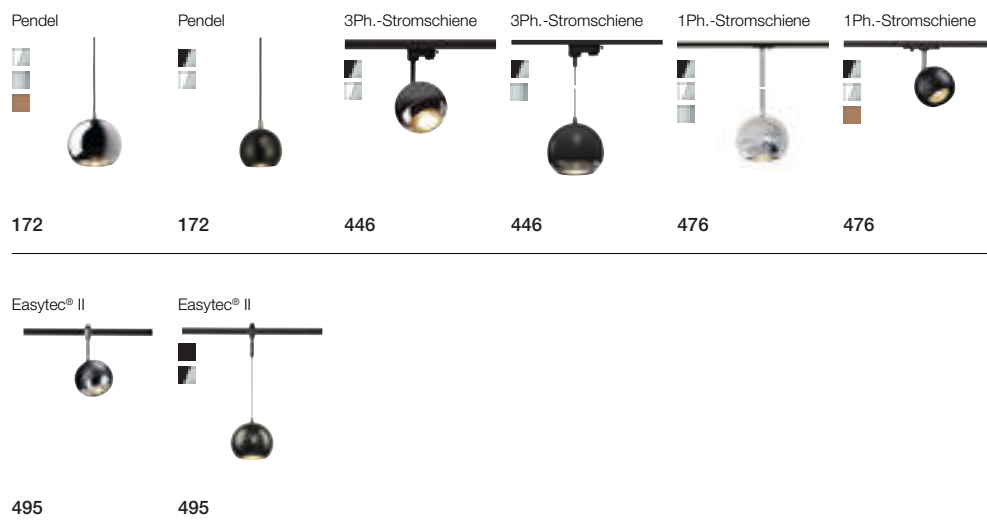 Pendel
Pendel
3Ph.-Stromschiene
3Ph.-Stromschiene
1Ph.-Stromschiene
1Ph.-Stromschiene
172
172
446
446
476
476
Easytec® II
Easytec® II
495
495